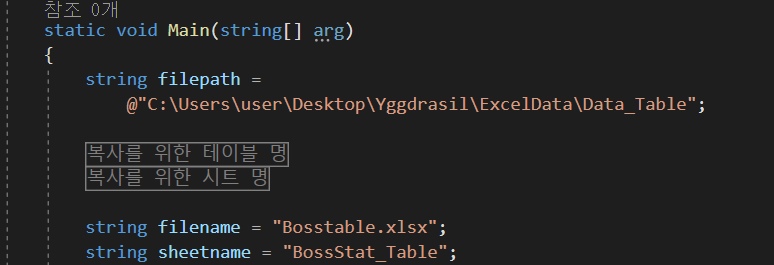 참조 0개
static void Main(string[] arg)
{
string filepath =
@"C:\Users\user\Desktop\Yggdrasil\ExcelData\Data_Table";
복사를 위한 테이블 명
복사를 위한 시트 명
string filename = "Bosstable.xlsx";
string sheetname = "BossStat_Table";